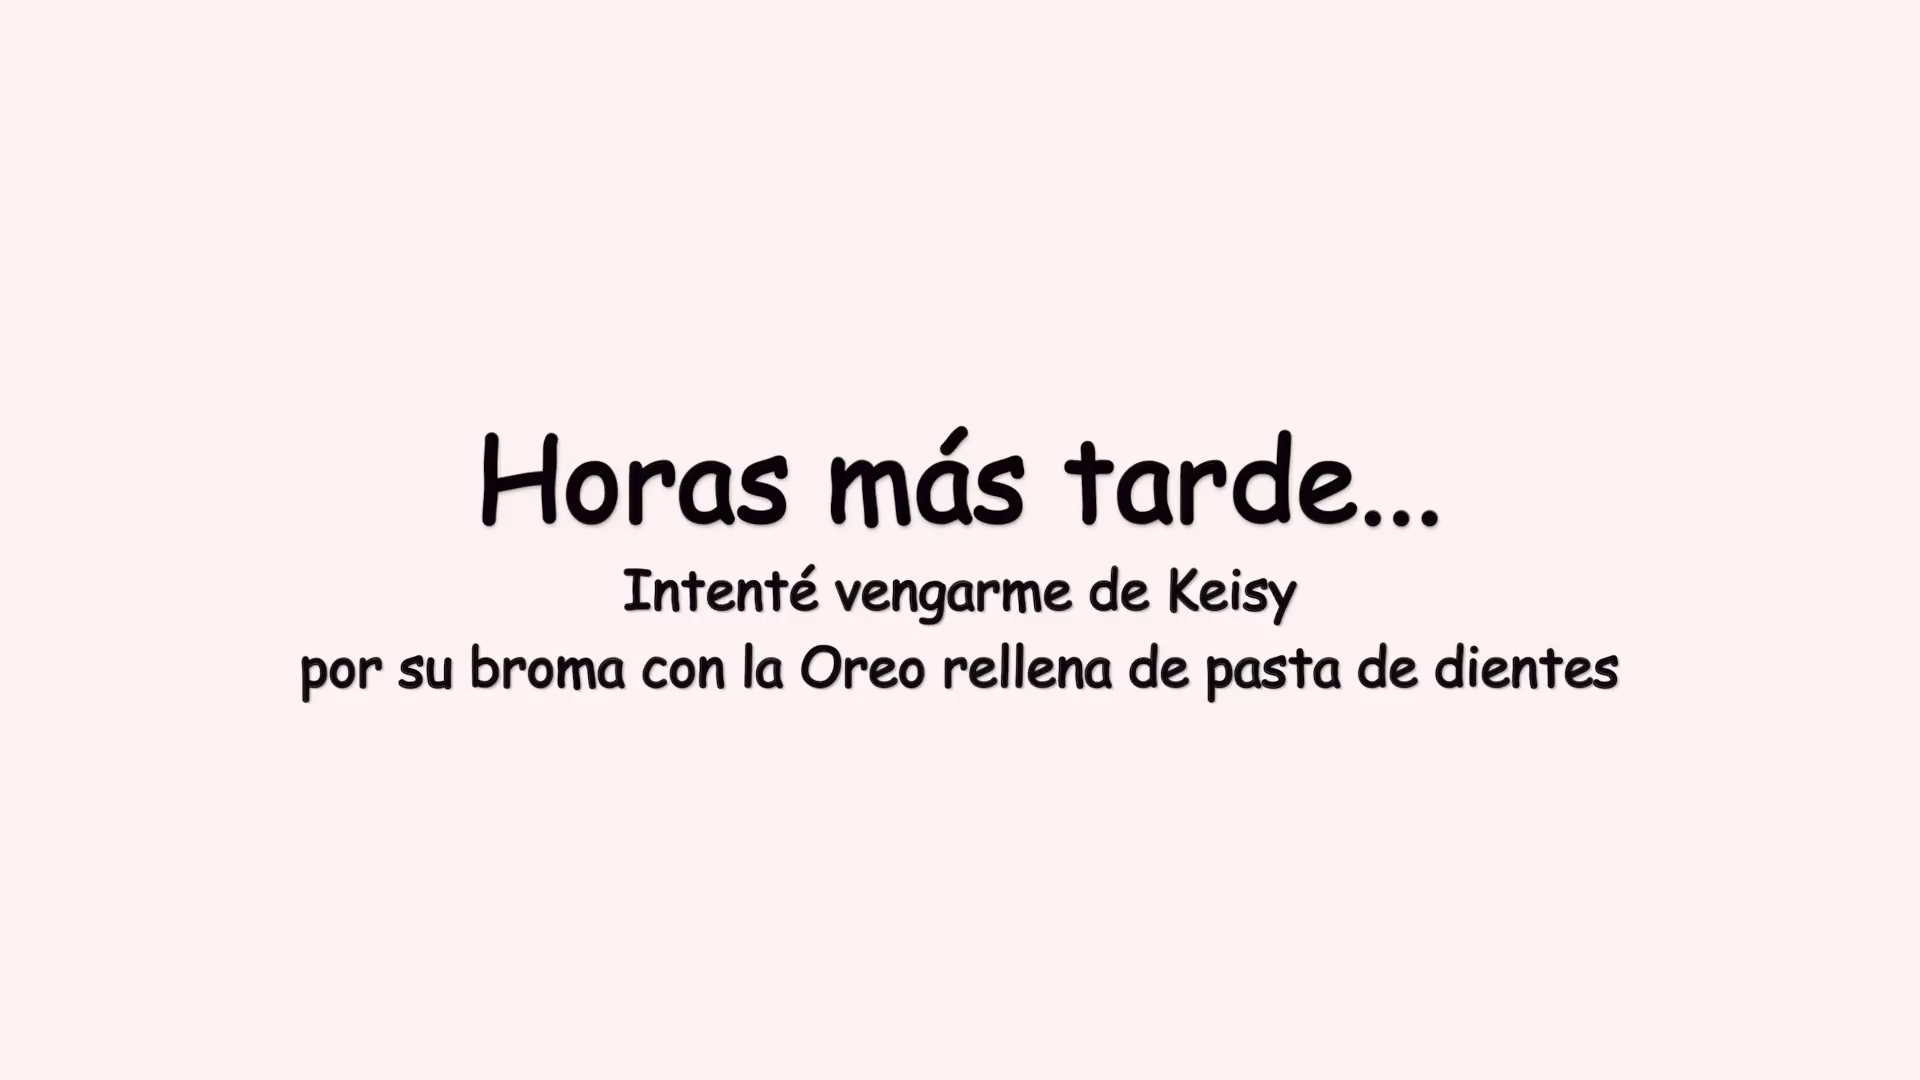 Horas más tarde...
Intenté vengarme de Keisy
por su broma con la Oreo rellena de pasta de dientes